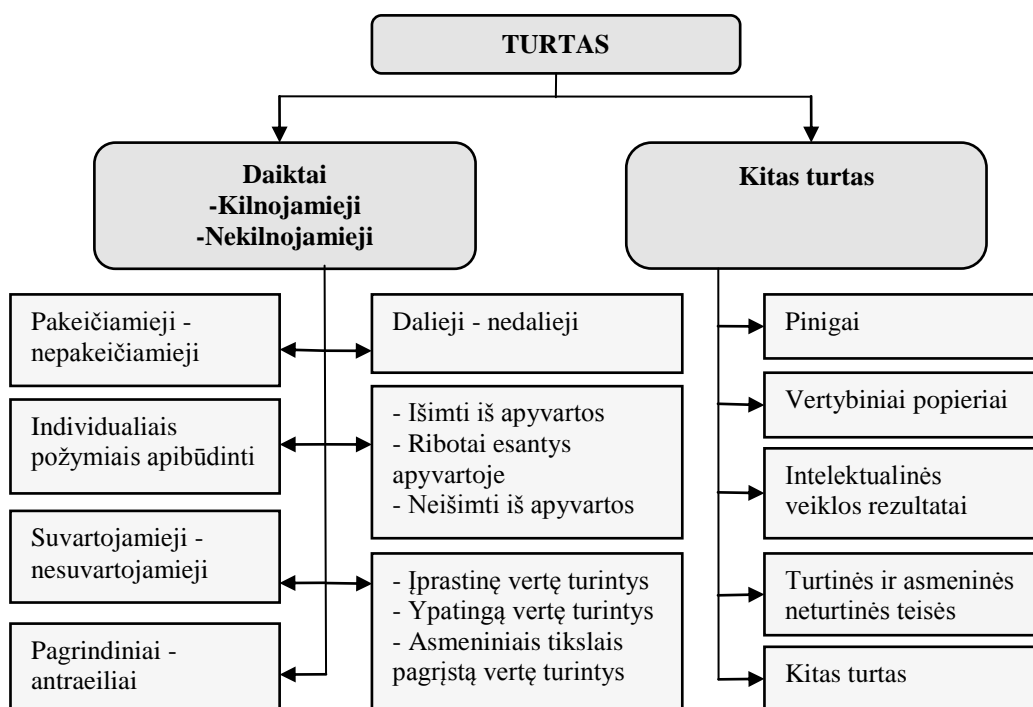 TURTAS
Daiktai
-Kilnojamieji
-Nekilnojamieji
Kitas turtas
Pakeičiamieji -
nepakeičiamieji
Dalieji - nedalieji
Individualiais
požymiais apibūdinti
- Išimti iš apyvartos
- Ribotai esantys
apyvartoje
- Neišimti iš apyvartos
Suvartojamieji -
nesuvartojamieji
- Įprastinę vertę turintys
- Ypatingą vertę turintys
- Asmeniniais tikslais
pagrįstą vertę turintys
Pagrindiniai -
antraeiliai
Pinigai
Vertybiniai popieriai
Intelektualinės
veiklos rezultatai
Turtinės ir asmeninės
neturtinės teisės
Kitas turtas